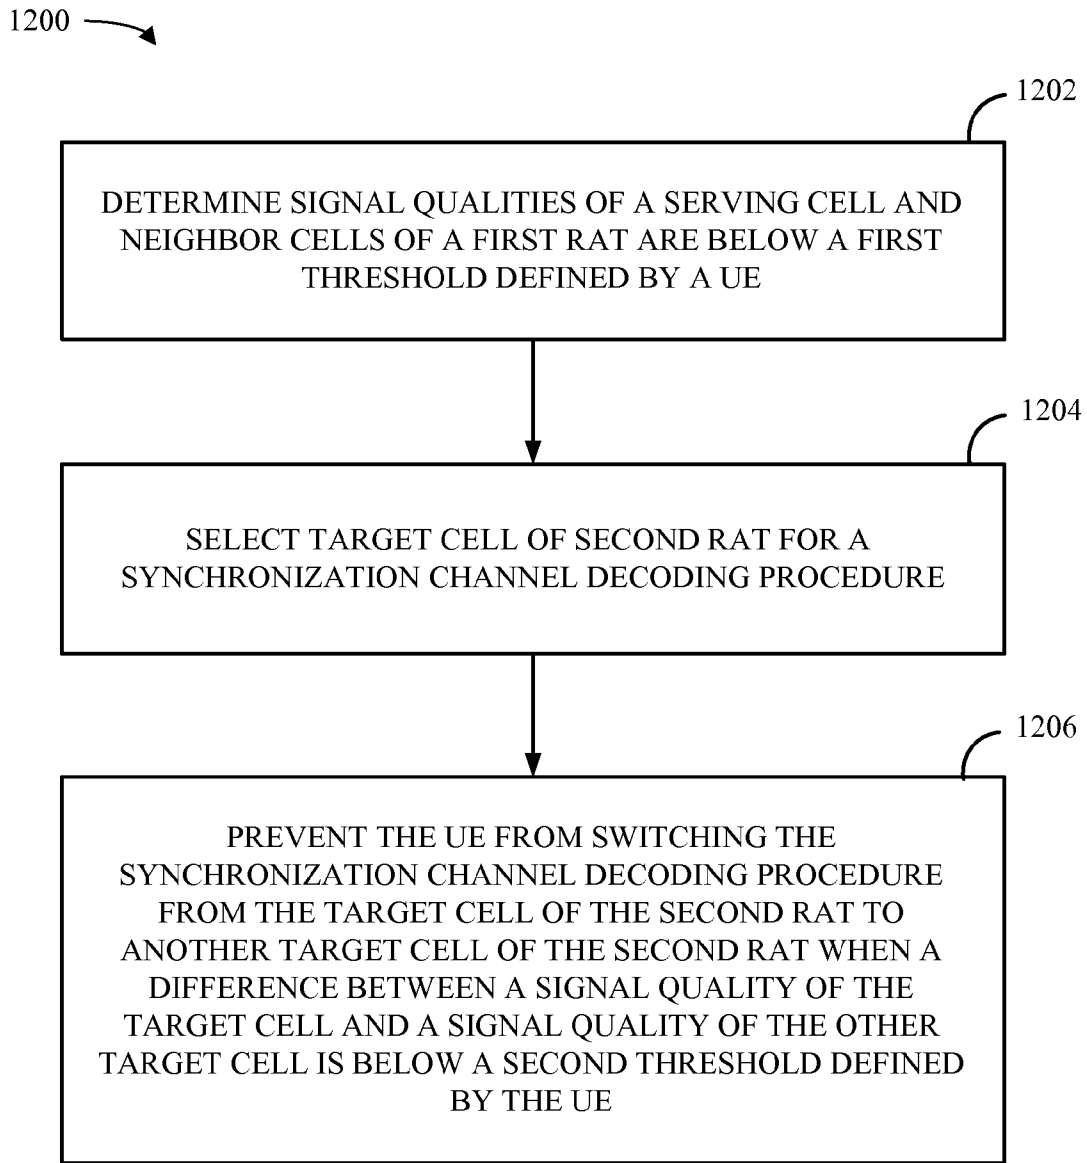 1200
1202
DETERMINE SIGNAL QUALITIES OF A SERVING CELL AND
NEIGHBOR CELLS OF A FIRST RAT ARE BELOW A FIRST
THRESHOLD DEFINED BY A UE
1204
SELECT TARGET CELL OF SECOND RAT FOR A
SYNCHRONIZATION CHANNEL DECODING PROCEDURE
1206
PREVENT THE UE FROM SWITCHING THE
SYNCHRONIZATION CHANNEL DECODING PROCEDURE
FROM THE TARGET CELL OF THE SECOND RAT TO
ANOTHER TARGET CELL OF THE SECOND RAT WHEN A
DIFFERENCE BETWEEN A SIGNAL QUALITY OF THE
TARGET CELL AND A SIGNAL QUALITY OF THE OTHER
TARGET CELL IS BELOW A SECOND THRESHOLD DEFINED
BY THE UE